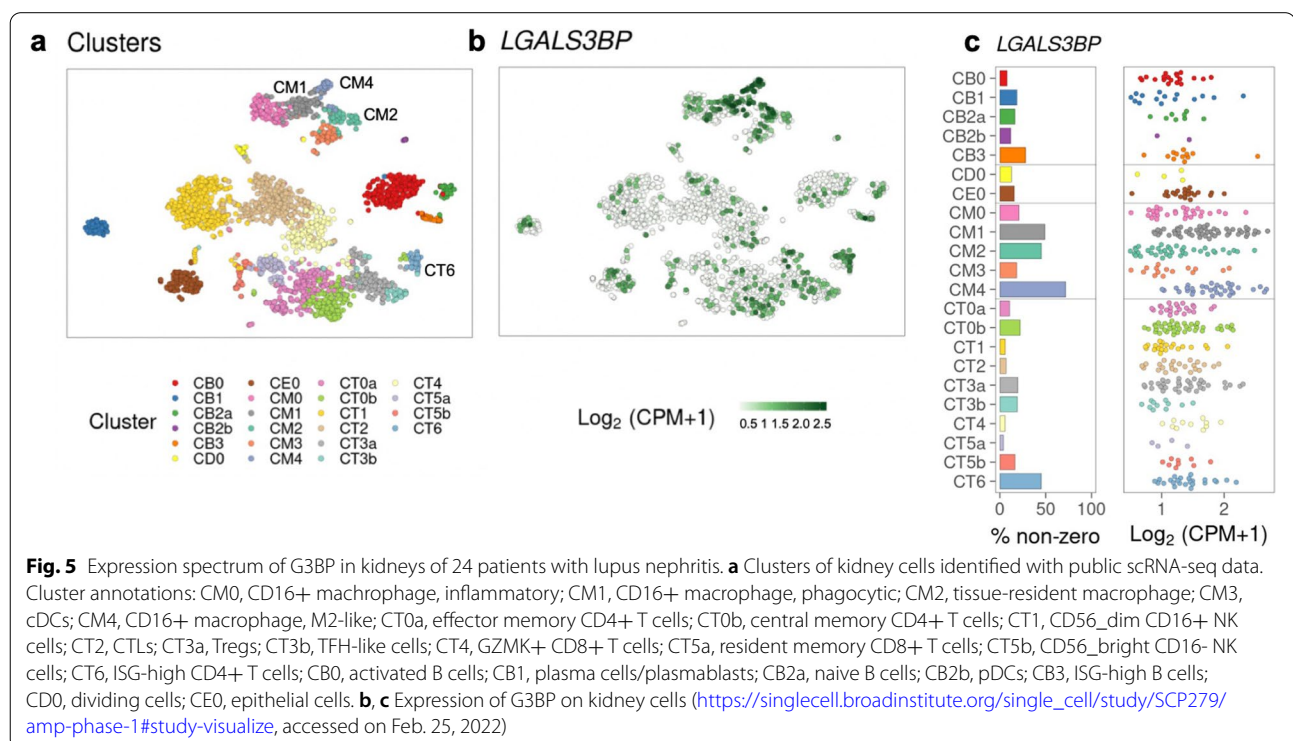 a Clusters
CM1
CM4
CM2
CT6
Cluster
CB0 CE0 CT0a CT4
CB1 CM0 CT0b CT5a
CB2a CM1 CT1 CT5b
CB2b CM2 CT2 CT6
CB3 CM3 CT3a
CD0 CM4 CT3b
b LGALS3BP
Log2 (CPM+1)
0.5 1 1.5 2 2.5
c LGALS3BP
CB0
CB1
CB2a
CB2b
CB3
CD0
CE0
CM0
CM1
CM2
CM3
CM4
CT0a
CT0b
CT1
CT2
CT3a
CT3b
CT4
CT5a
CT5b
CT6
0 50 100
% non-zero
1 2
Log2 (CPM+1)
Fig. 5 Expression spectrum of G3BP in kidneys of 24 patients with lupus nephritis. a Clusters of kidney cells identified with public scRNA-seq data.
Cluster annotations: CM0, CD16+ machrophage, inflammatory; CM1, CD16+ macrophage, phagocytic; CM2, tissue-resident macrophage; CM3,
cDCs; CM4, CD16+ macrophage, M2-like; CT0a, effector memory CD4+ T cells; CT0b, central memory CD4+ T cells; CT1, CD56_dim CD16+ NK
cells; CT2, CTLs; CT3a, Tregs; CT3b, TFH-like cells; CT4, GZMK+ CD8+ T cells; CT5a, resident memory CD8+ T cells; CT5b, CD56_bright CD16- NK
cells; CT6, ISG-high CD4+ T cells; CB0, activated B cells; CB1, plasma cells/plasmablasts; CB2a, naive B cells; CB2b, pDCs; CB3, ISG-high B cells;
CD0, dividing cells; CE0, epithelial cells. b, c Expression of G3BP on kidney cells (https://singlecell.broadinstitute.org/single_cell/study/SCP279/
amp-phase-1#study-visualize, accessed on Feb. 25, 2022)